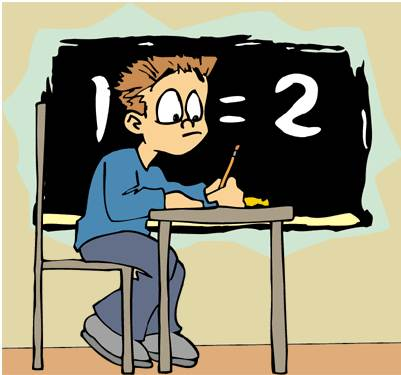 1 = 2